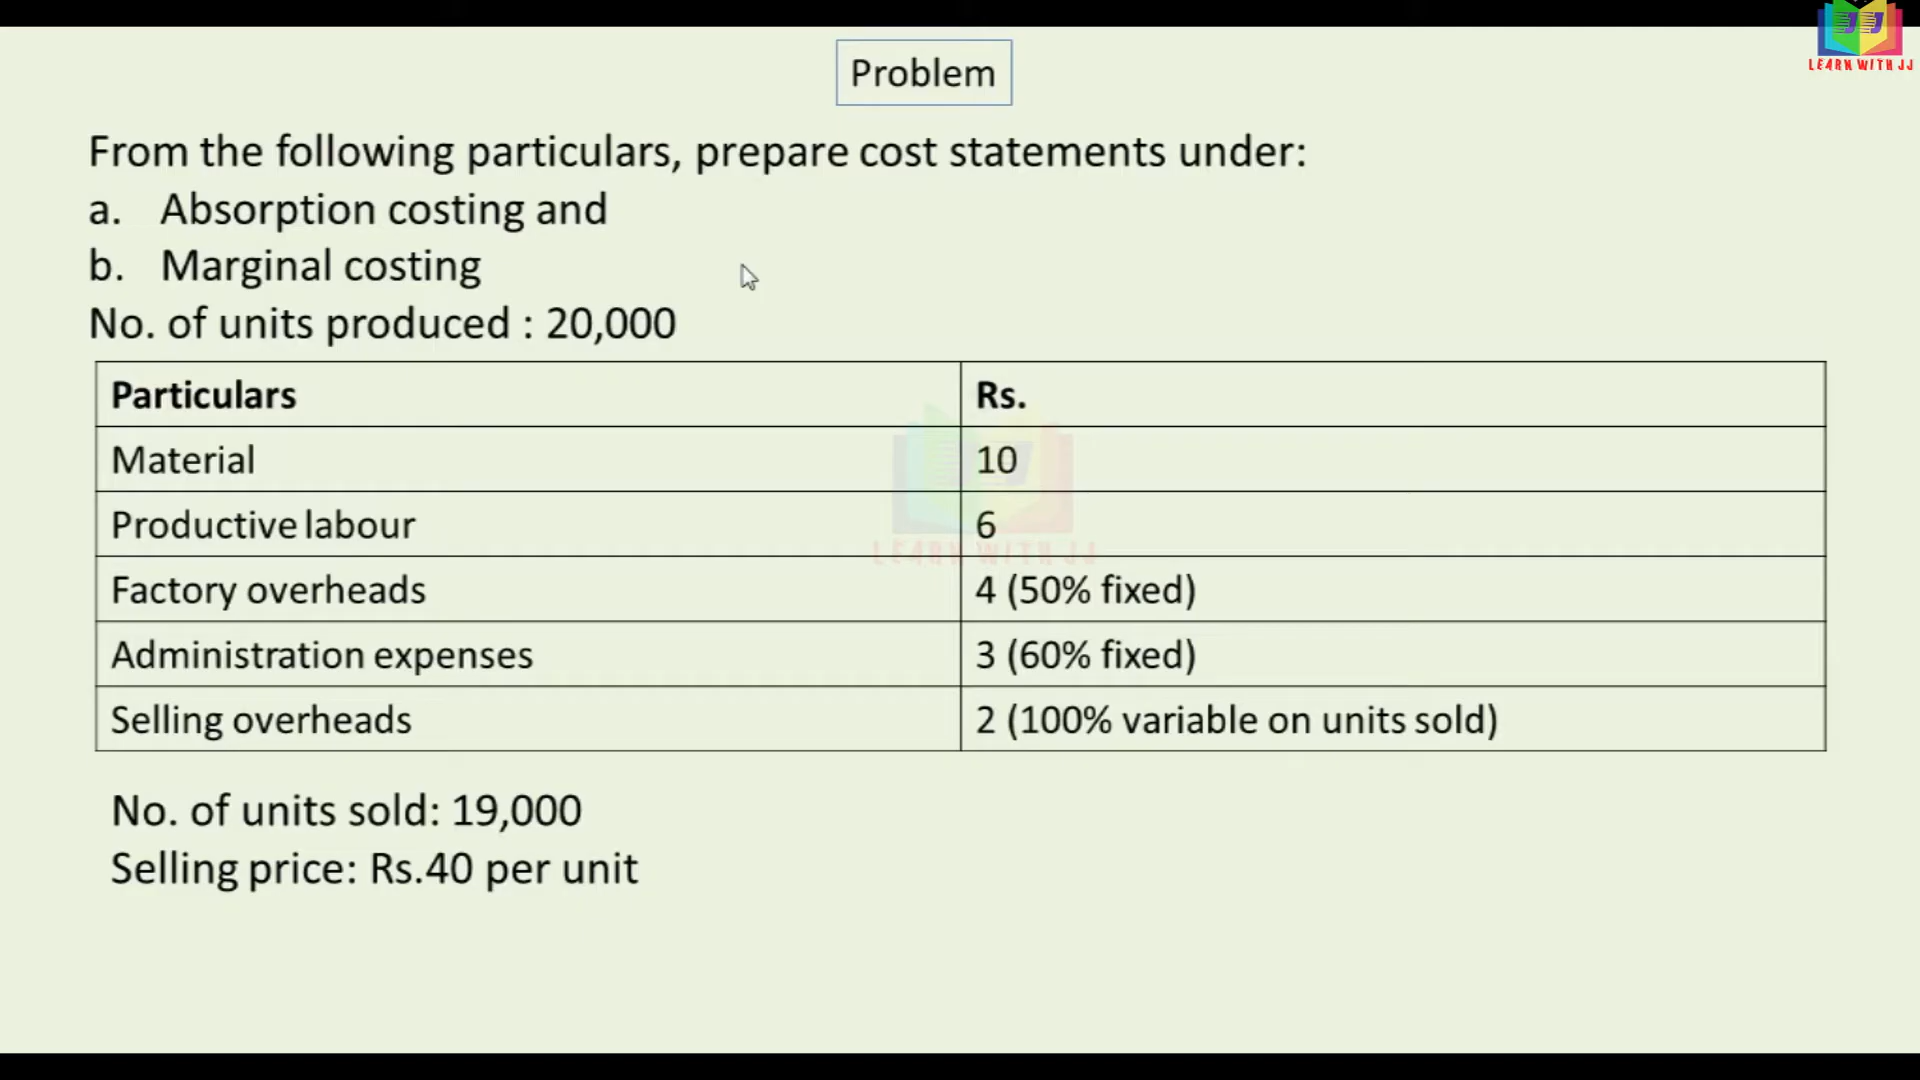 LEARN WITH JJ
Problem
From the following particulars, prepare cost statements under:
a. Absorption costing and
b. Marginal costing
No. of units produced : 20,000
Particulars Rs.
Material 10
Productive labour 6
LEARN WITH JJ
Factory overheads 4 (50% fixed)
Administration expenses 3 (60% fixed)
Selling overheads 2 (100% variable on units sold)
No. of units sold: 19,000
Selling price: Rs.40 per unit